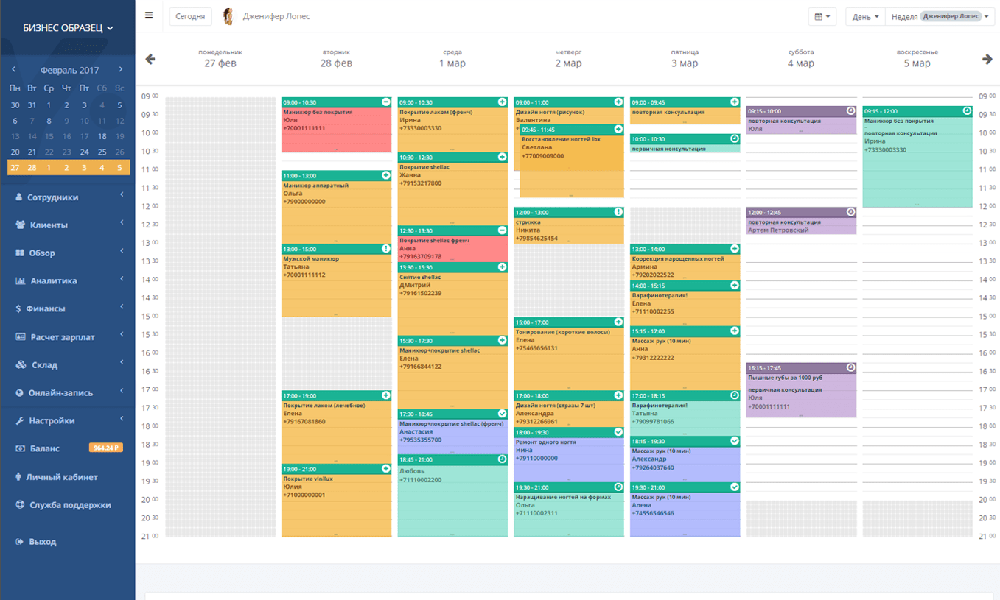 БИЗНЕС ОБРАЗЕЦ
Февраль 2017
Пн Вт Ср Чт Пт Сб Вс
30 31 1 2 3 4 5
6 7 8 9 10 11 12
13 14 15 16 17 18 19
20 21 22 23 24 25 26
27 28 1 2 3 4 5
Сотрудники
Клиенты
Обзор
Аналитика
Финансы
Расчет зарплат
Склад
Онлайн-запись
Настройки
Баланс 964.24 ₽
Личный кабинет
Служба поддержки
Выход
Сегодня
Дженифер Лопес
День
Неделя Дженифер Лопес
понедельник
27 фев
вторник
28 фев
среда
1 мар
четверг
2 мар
пятница
3 мар
суббота
4 мар
воскресенье
5 мар
09 00
09 30
10 00
10 30
11 00
11 30
12 00
12 30
13 00
13 30
14 00
14 30
15 00
15 30
16 00
16 30
17 00
17 30
18 00
18 30
19 00
19 30
20 00
20 30
21 00
09:00 - 10:30
Маникюр без покрытия
Юля
+70001111111
...
11:00 - 13:00
Маникюр аппаратный
Ольга
+79000000000
...
13:00 - 15:00
Мужской маникюр
Татьяна
+70001111112
...
17:00 - 19:00
Покрытие лаком (лечебное)
Елена
+79167081860
...
19:00 - 21:00
Покрытие vinilux
Юлия
+71000000001
...
09:00 - 10:30
Покрытие лаком (френч)
Ирина
+73330003330
...
10:30 - 12:30
Покрытие shellac
Жанна
+79153217800
...
12:30 - 13:30
Покрытие shellac френч
Анна
+79163709178
...
13:30 - 15:30
Снятие shellac
ДМитрий
+79161502239
...
15:30 - 17:30
Маникюр+покрытие shellac
Елена
+79166844122
...
17:30 - 18:45
Маникюр+покрытие shellac (френч)
Анастасия
+79535355700
...
18:45 - 21:00
Любовь
+71110002200
...
09:00 - 11:00
Дизайн ногтя (рисунок)
Валентина
+7
09:45 - 11:45
Восстановление ногтей ibx
Светлана
+77009009000
...
12:00 - 13:00
стрижка
Никита
+79854625454
...
15:00 - 17:00
Тонирование (короткие волосы)
Елена
+75465656131
...
17:00 - 18:00
Дизайн ногтя (стразы 7 шт)
Александра
+79312266961
...
18:00 - 19:30
Ремонт одного ногтя
Нина
+79110000000
...
19:30 - 21:00
Наращивание ногтей на формах
Ольга
+71110002311
...
09:00 - 09:45
повторная консультация
...
10:00 - 10:30
первичная консультация
13:00 - 14:00
Коррекция нарощенных ногтей
Армина
+79202022522
...
14:00 - 15:15
Парафинотерапия!
Елена
+71110002255
...
15:15 - 17:00
Массаж рук (10 мин)
Анна
+79312222222
...
17:00 - 18:15
Парафинотерапия!
Татьяна
+79099781066
...
18:15 - 19:30
Массаж рук (10 мин)
Александр
+79264037640
...
19:30 - 21:00
Массаж рук (10 мин)
Алена
+74556546546
...
09:15 - 10:00
повторная консультация
Юля
...
12:00 - 12:45
повторная консультация
Артем Петровский
16:15 - 17:45
Пышные губы за 1000 руб
-
первичная консультация
Юля
+70001111111
...
09:15 - 12:00
Маникюр без покрытия
-
повторная консультация
Ирина
+73330003330
...
09 00
09 30
10 00
10 30
11 00
11 30
12 00
12 30
13 00
13 30
14 00
14 30
15 00
15 30
16 00
16 30
17 00
17 30
18 00
18 30
19 00
19 30
20 00
20 30
21 00